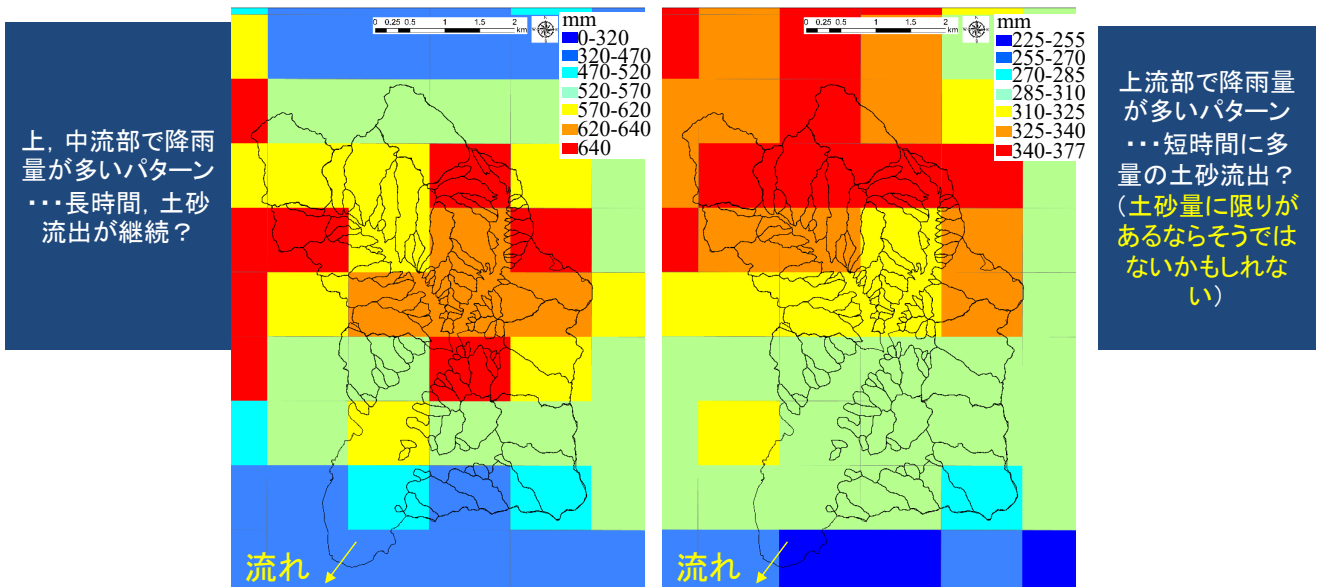 上，中流部で降雨
量が多いパターン
･･･長時間，土砂
流出が継続？
0 0.25 0.5 1 1.5 2
km
mm
0-320
320-470
470-520
520-570
570-620
620-640
640
流れ
0 0.25 0.5 1 1.5 2
km
mm
225-255
255-270
270-285
285-310
310-325
325-340
340-377
流れ
上流部で降雨量
が多いパターン
･･･短時間に多
量の土砂流出？
（土砂量に限りが
あるならそうでは
ないかもしれな
い）